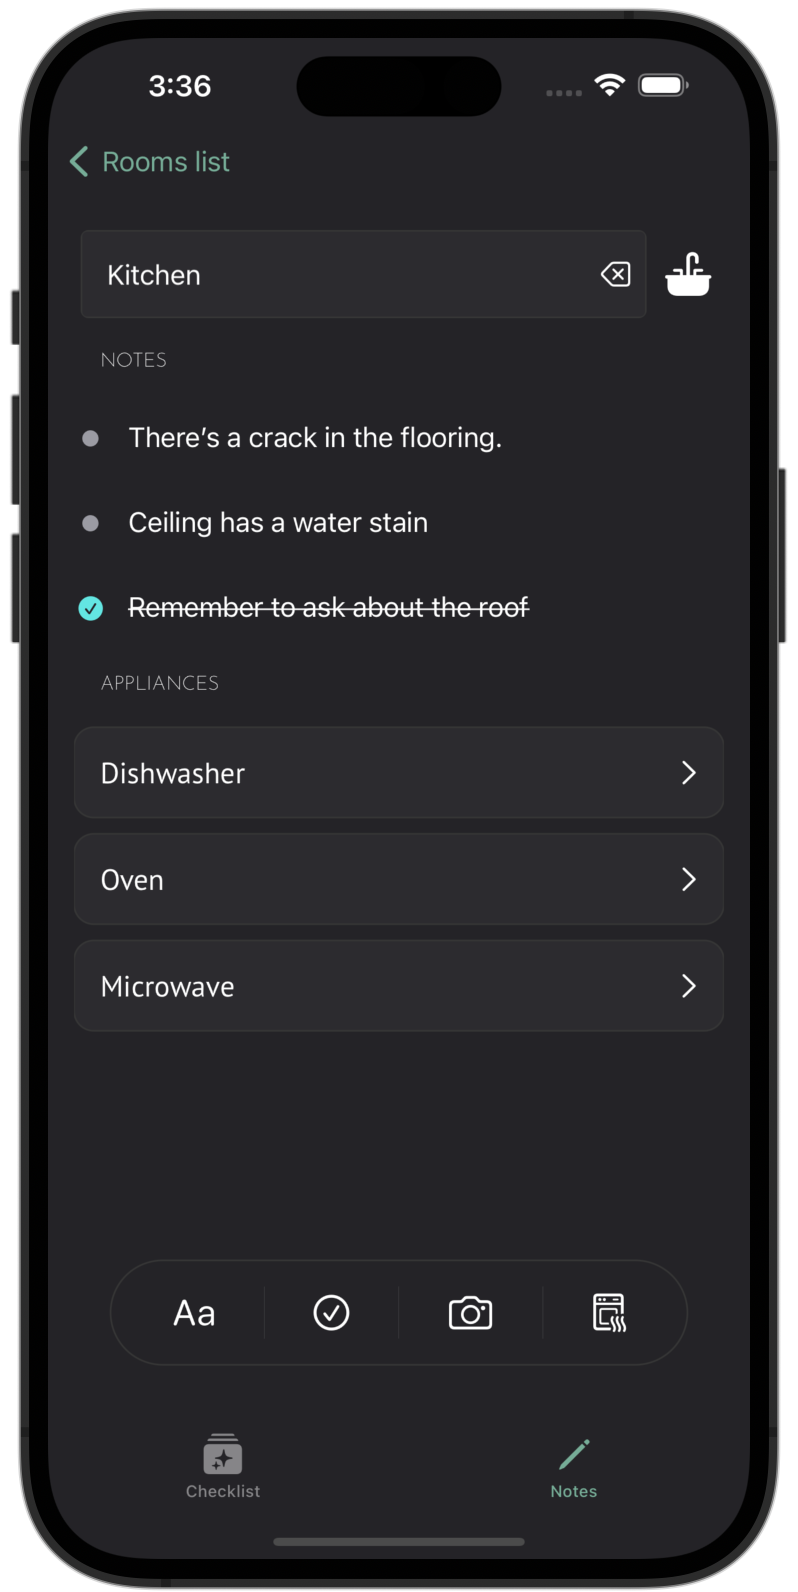 3:36
Rooms list
Kitchen
NOTES
There’s a crack in the flooring.
Ceiling has a water stain
Remember to ask about the roof
APPLIANCES
Dishwasher
Oven
Microwave
Aa
Checklist
Notes